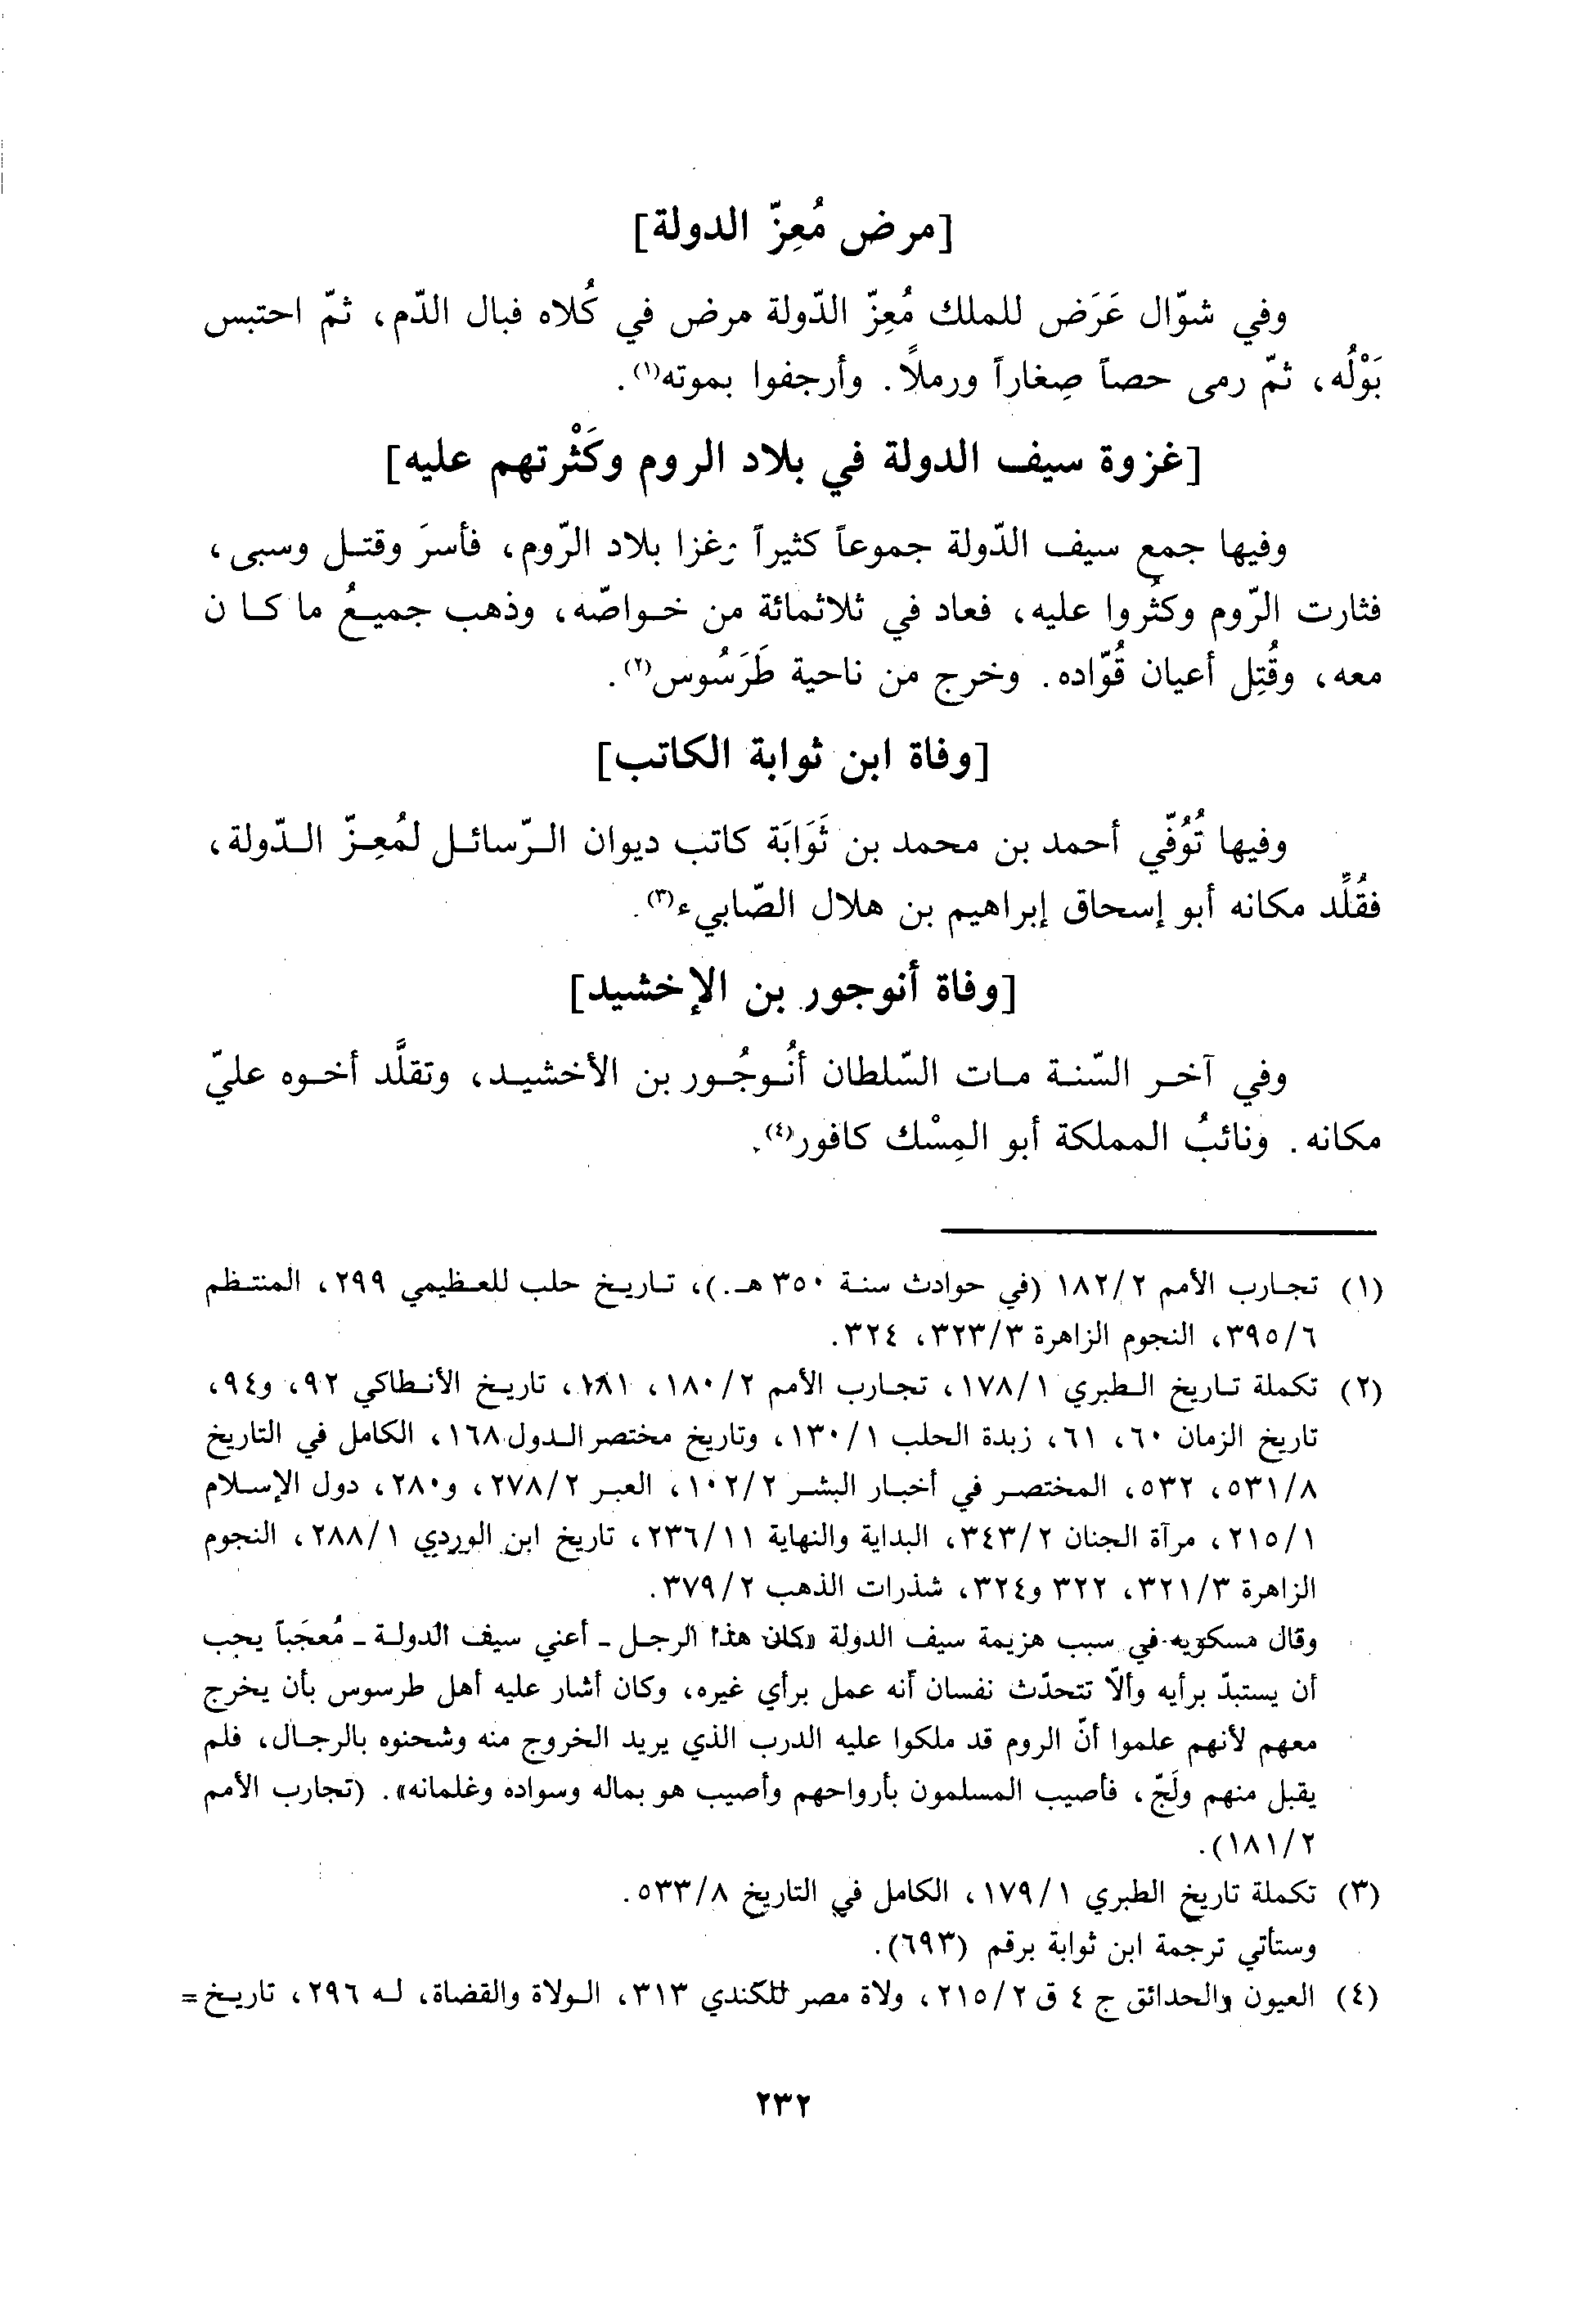 [مرض مُعِزّ الدولة]
وفي شوّال عَرَض للملك مُعِزّ الدّولة مرض في كُلاه فبال الدّم، ثمّ احتبس
بَوْلُه، ثمّ رمى حصاً صِغاراً ورملاً. وأرجفوا بموته(١).
[غزوة سيف الدولة في بلاد الروم وكَثْرتهم عليه]
وفيها جمع سيف الدّولة جموعاً كثيراً وغزا بلاد الرّوم، فأسرَ وقتل وسبى،
فثارت الرّوم وكثُروا عليه، فعاد في ثلاثمائة من خواصّه، وذهب جميعُ ما كان
معه، وقُتِل أعيان قُوّاده. وخرج من ناحية طَرَسُوس(٢).
[وفاة ابن ثوابة الكاتب]
وفيها تُوُفّي أحمد بن محمد بن ثَوَابَة كاتب ديوان الرّسائل لمُعِزّ الدّولة،
فقُلِّد مكانه أبو إسحاق إبراهيم بن هلال الصّابيء(٣).
[وفاة أنوجور بن الإخشيد]
وفي آخر السّنة مات السّلطان أنُوجُور بن الأخشيد، وتقلَّد أخوه عليّ
مكانه. ونائبُ المملكة أبو المِسْك كافور(٤).
(١) تجارب الأمم ١٨٢/٢ (في حوادث سنة ٣٥٠ هـ.)، تاريخ حلب للعظيمي ٢٩٩، المنتظم
٣٩٥/٦، النجوم الزاهرة ٣٢٣/٣، ٣٢٤.
(٢) تكملة تاريخ الطبري ١٧٨/١، تجارب الأمم ١٨٠/٢، ١٨١، تاريخ الأنطاكي ٩٢، و٩٤،
تاريخ الزمان ٦٠، ٦١، زبدة الحلب ١٣٠/١، وتاريخ مختصر الدول ١٦٨، الكامل في التاريخ
٥٣١/٨، ٥٣٢، المختصر في أخبار البشر ١٠٢/٢، العبر ٢٧٨/٢، و٢٨٠، دول الإسلام
٢١٥/١، مرآة الجنان ٣٤٣/٢، البداية والنهاية ٢٣٦/١١، تاريخ ابن الوردي ٢٨٨/١، النجوم
الزاهرة ٣٢١/٣، ٣٢٢ و٣٢٤، شذرات الذهب ٣٧٩/٢.
وقال مسكويه في سبب هزيمة سيف الدولة «كان هذا الرجل - أعني سيف الدولة - مُعجَباً يحب
أن يستبدّ برأيه وألاّ تتحدّث نفسان أنه عمل برأي غيره، وكان أشار عليه أهل طرسوس بأن يخرج
معهم لأنهم علموا أنّ الروم قد ملكوا عليه الدرب الذي يريد الخروج منه وشحنوه بالرجال، فلم
يقبل منهم ولَجّ، فأصيب المسلمون بأرواحهم وأصيب هو بماله وسواده وغلمانه». (تجارب الأمم
١٨١/٢).
(٣) تكملة تاريخ الطبري ١٧٩/١، الكامل في التاريخ ٥٣٣/٨.
وستأتي ترجمة ابن ثوابة برقم (٦٩٣).
(٤) العيون والحدائق ج ٤ ق ٢١٥/٢، ولاة مصر للكندي ٣١٣، الولاة والقضاة، له ٢٩٦، تاريخ=
٢٣٢